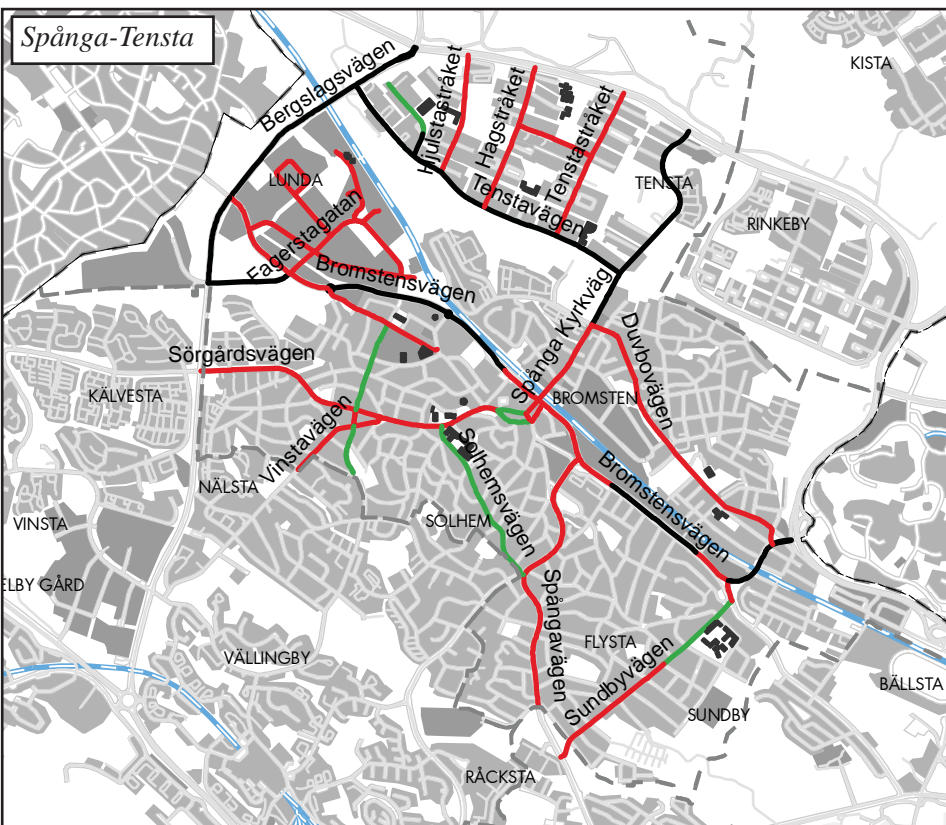 Spånga-Tensta
KISTA
Bergslagsvägen
Hjulstastråket
Hagstråket
Tenstastråket
LUNDA
TENSTA
Tenstavägen
RINKEBY
Fagerstagatan
Bromstensvägen
Spånga Kyrkväg
Duvbovägen
Sörgårdsvägen
KÄLVESTA
BROMSTEN
Vinstavägen
Solhemsvägen
NÄLSTA
Bromstensvägen
VINSTA
SOLHEM
ELBY GÅRD
Spångavägen
FLYSTA
VÄLLINGBY
Sundbyvägen
BÄLLSTA
SUNDBY
RÅCKSTA